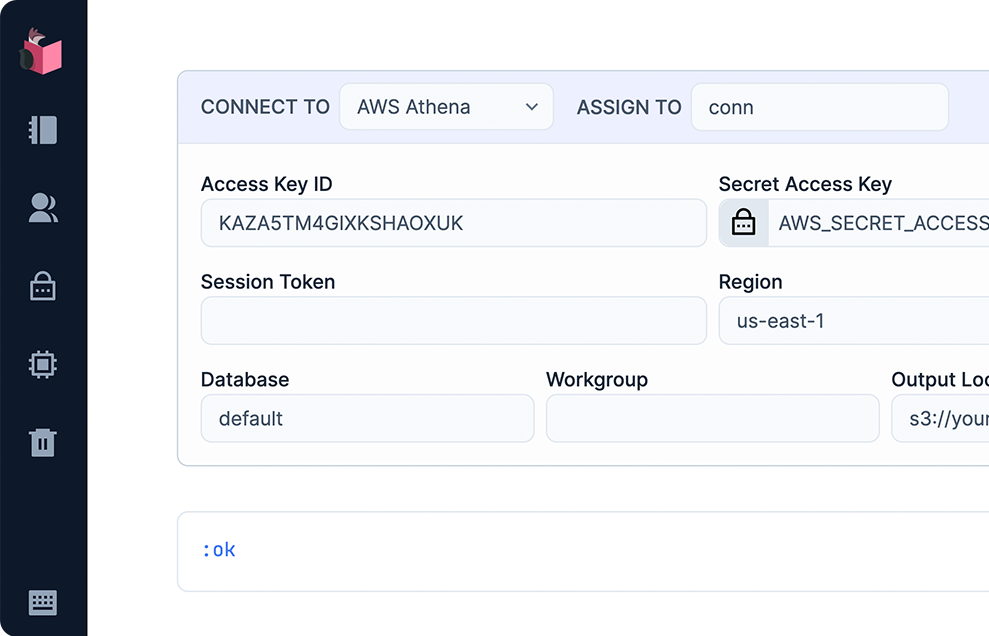 CONNECT TO AWS Athena ASSIGN TO conn
Access Key ID Secret Access Key
KAZA5TM4GIXKSHAOXUK AWS_SECRET_ACCESS
Session Token Region
us-east-1
Database Workgroup Output Loc
default s3://your
:ok